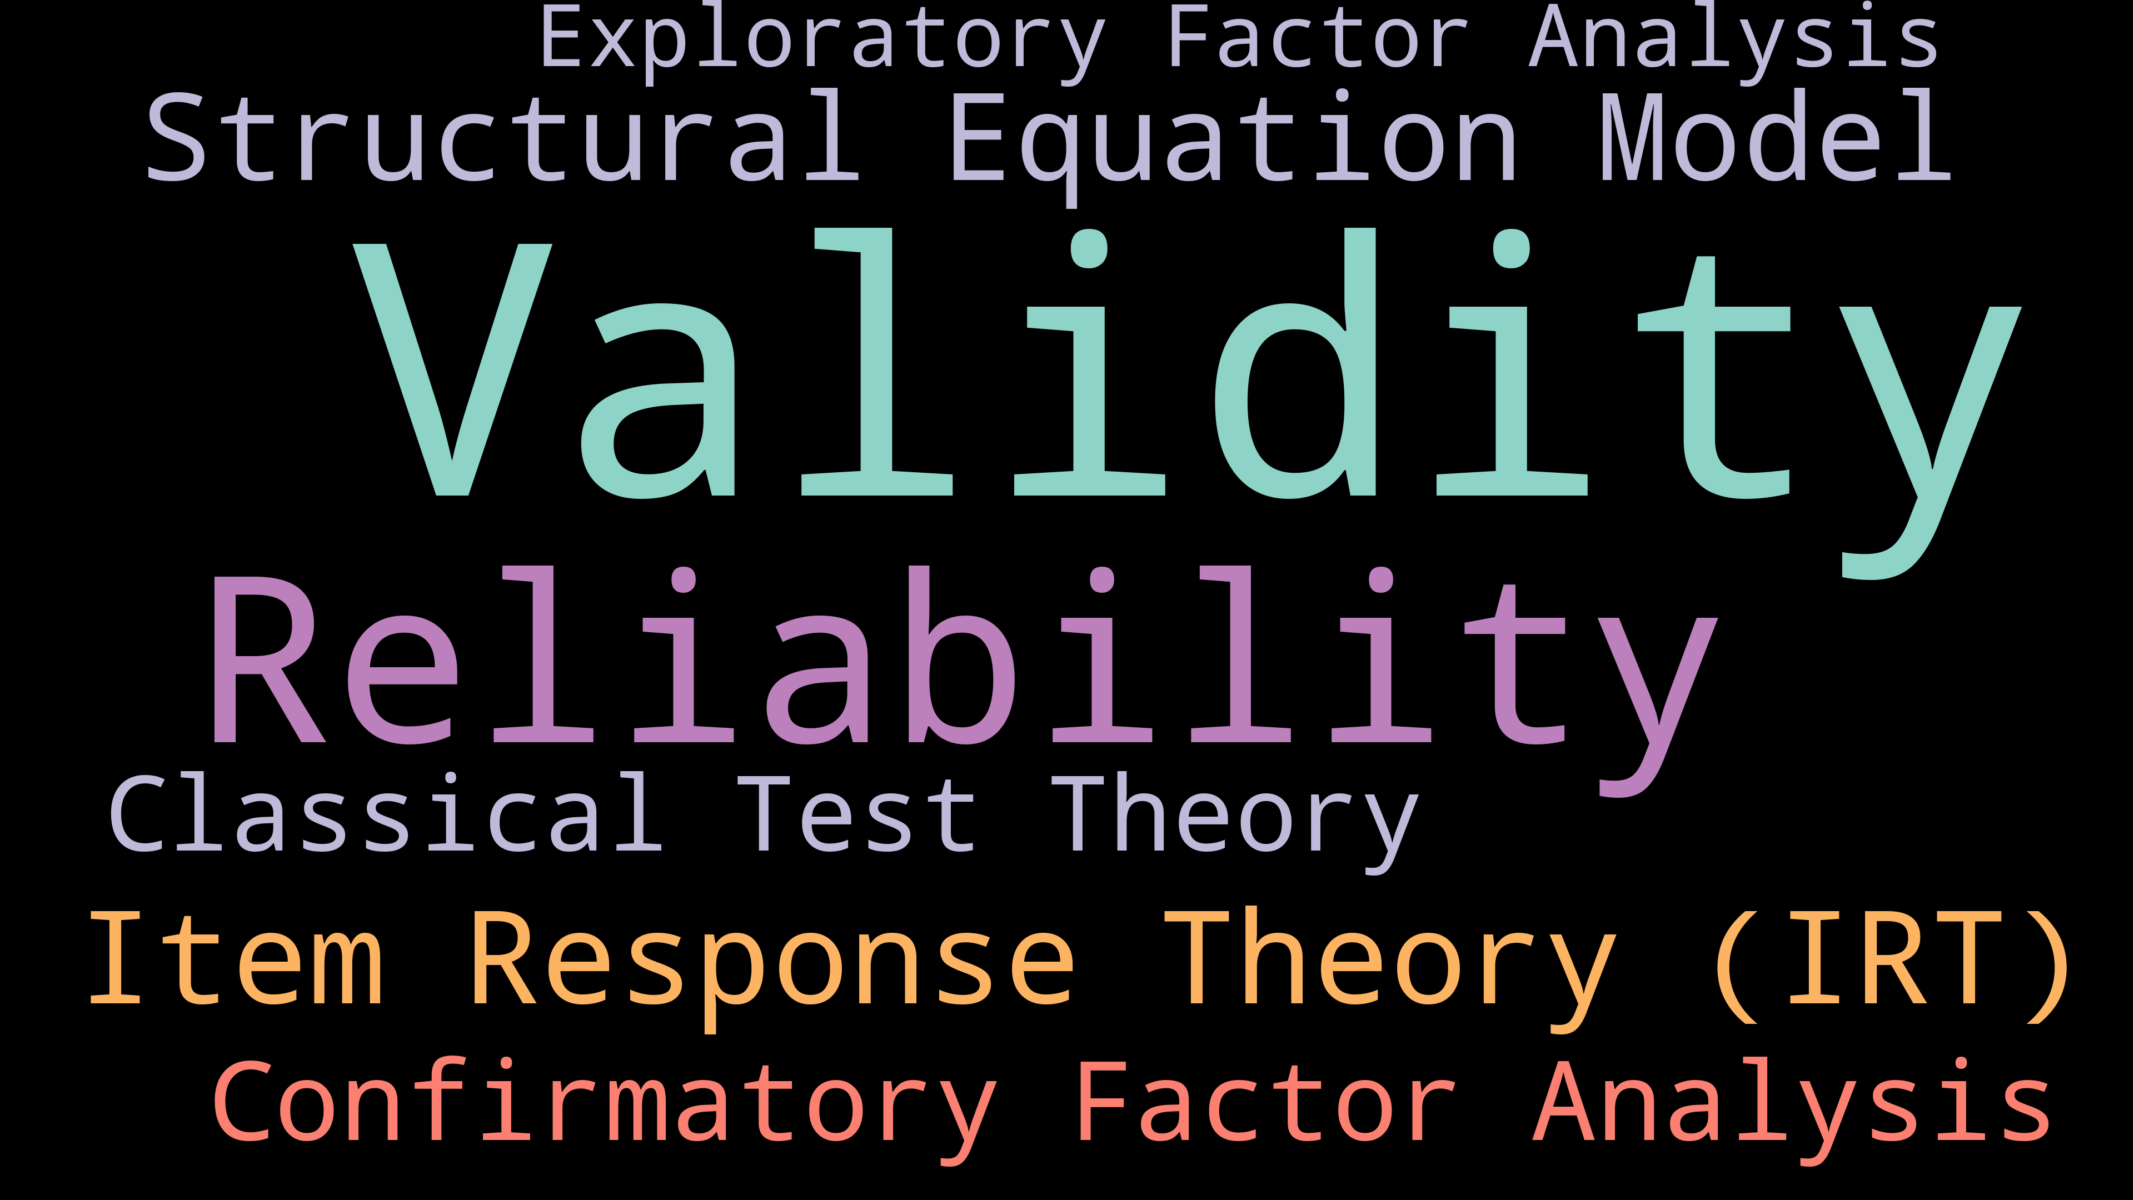 Exploratory Factor Analysis
Structural Equation Model
Validity
Reliability
Classical Test Theory
Item Response Theory (IRT)
Confirmatory Factor Analysis